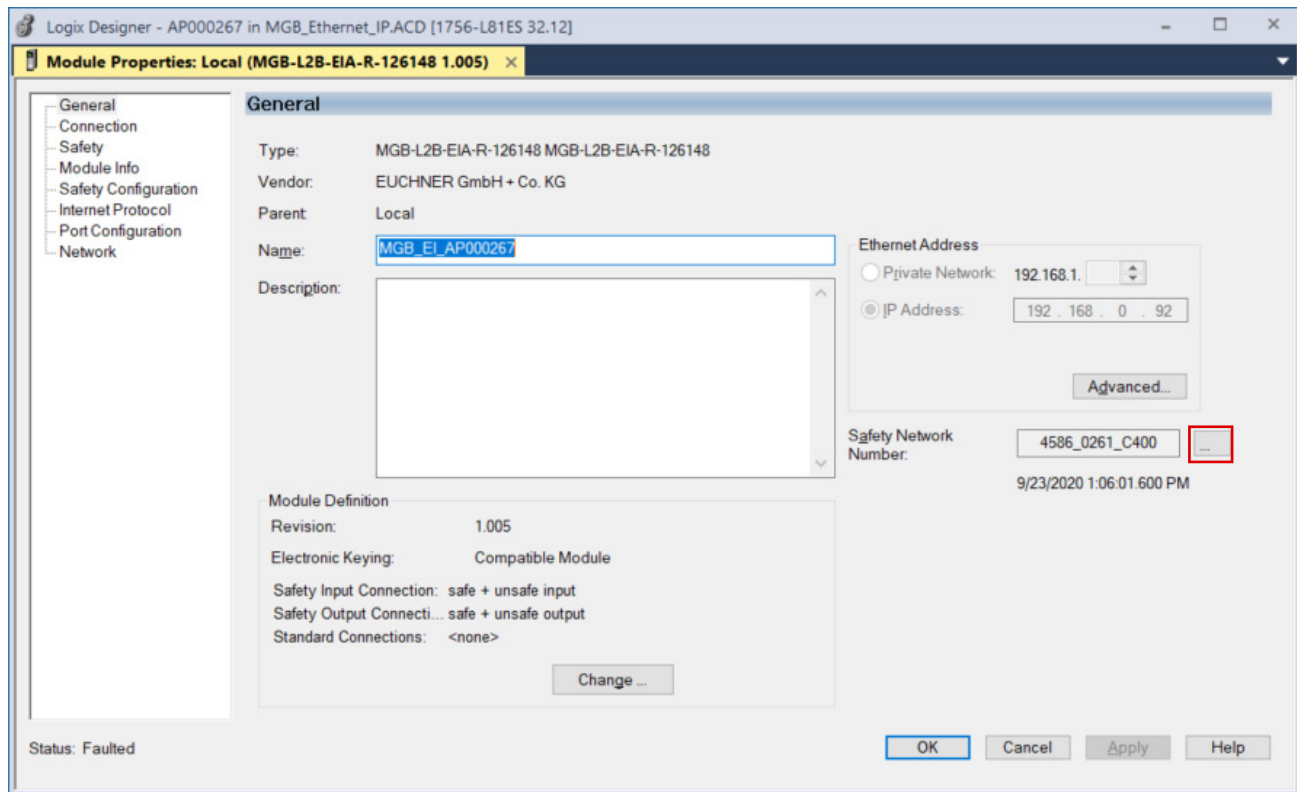 Logix Designer - AP000267 in MGB_Ethernet_IP.ACD [1756-L81ES 32.12]
Module Properties: Local (MGB-L2B-EIA-R-126148 1.005)
General
Connection
Safety
Module Info
Safety Configuration
Internet Protocol
Port Configuration
Network
General
Type: MGB-L2B-EIA-R-126148 MGB-L2B-EIA-R-126148
Vendor: EUCHNER GmbH + Co. KG
Parent: Local
Name: MGB_EI_AP000267
Description:
Ethernet Address
Private Network: 192.168.1.
IP Address: 192 . 168 . 0 . 92
Advanced...
Safety Network
Number: 4586_0261_C400 ...
9/23/2020 1:06:01.600 PM
Module Definition
Revision: 1.005
Electronic Keying: Compatible Module
Safety Input Connection: safe + unsafe input
Safety Output Connecti... safe + unsafe output
Standard Connections: <none>
Change ...
Status: Faulted
OK Cancel Apply Help